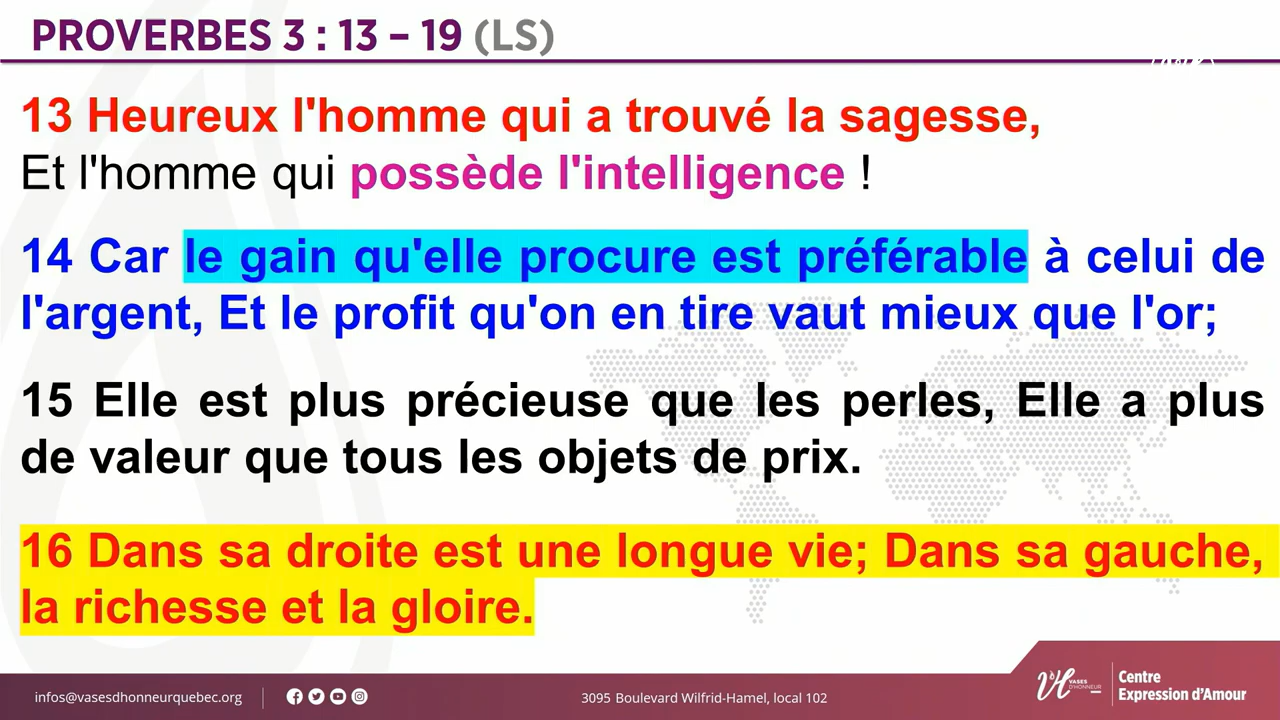 PROVERBES 3 : 13 – 19 (LS)
13 Heureux l'homme qui a trouvé la sagesse,
Et l'homme qui possède l'intelligence !
14 Car le gain qu'elle procure est préférable à celui de
l'argent, Et le profit qu'on en tire vaut mieux que l'or;
15 Elle est plus précieuse que les perles, Elle a plus
de valeur que tous les objets de prix.
16 Dans sa droite est une longue vie; Dans sa gauche,
la richesse et la gloire.
infos@vasesdhonneurquebec.org
3095 Boulevard Wilfrid-Hamel, local 102
VASES
D'HONNEUR
Centre
Expression d'Amour